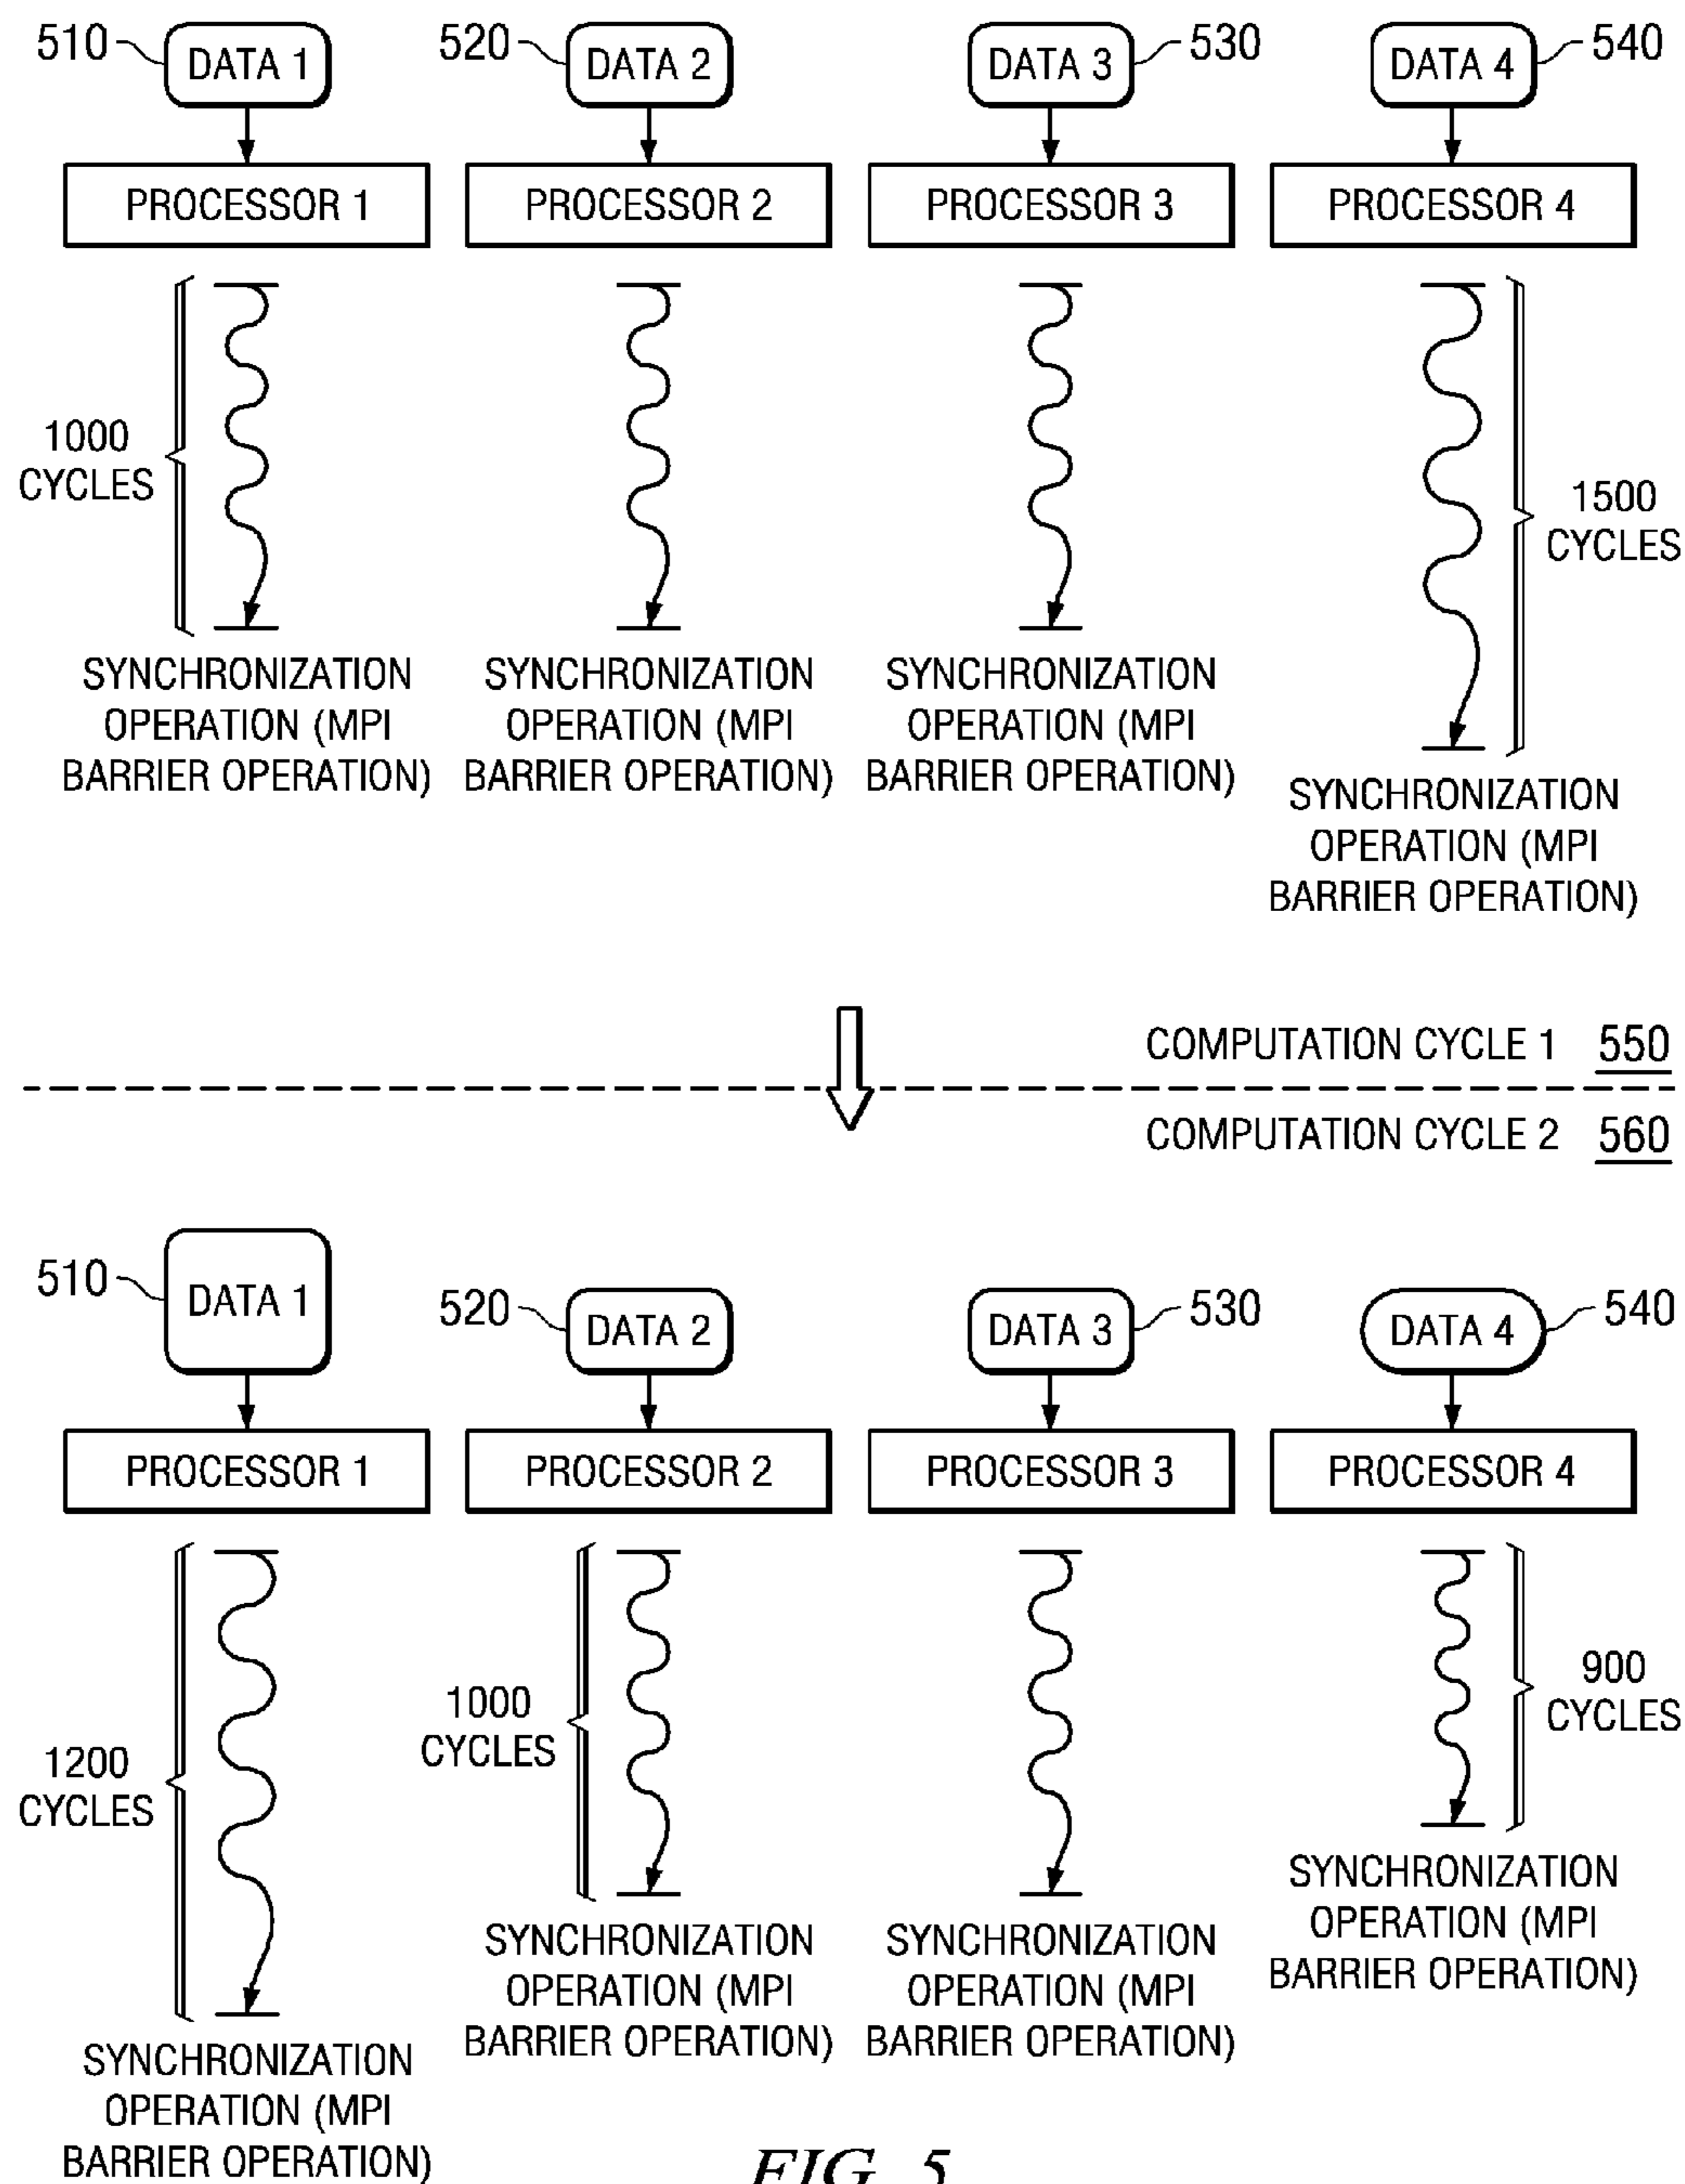 510
DATA 1
520
DATA 2
DATA 3
530
DATA 4
540
PROCESSOR 1
PROCESSOR 2
PROCESSOR 3
PROCESSOR 4
1000
CYCLES
1500
CYCLES
SYNCHRONIZATION
OPERATION (MPI
BARRIER OPERATION)
SYNCHRONIZATION
OPERATION (MPI
BARRIER OPERATION)
SYNCHRONIZATION
OPERATION (MPI
BARRIER OPERATION)
SYNCHRONIZATION
OPERATION (MPI
BARRIER OPERATION)
COMPUTATION CYCLE 1 550
COMPUTATION CYCLE 2 560
510
DATA 1
520
DATA 2
DATA 3
530
DATA 4
540
PROCESSOR 1
PROCESSOR 2
PROCESSOR 3
PROCESSOR 4
1200
CYCLES
1000
CYCLES
900
CYCLES
SYNCHRONIZATION
OPERATION (MPI
BARRIER OPERATION)
SYNCHRONIZATION
OPERATION (MPI
BARRIER OPERATION)
SYNCHRONIZATION
OPERATION (MPI
BARRIER OPERATION)
SYNCHRONIZATION
OPERATION (MPI
BARRIER OPERATION)
FIG. 5